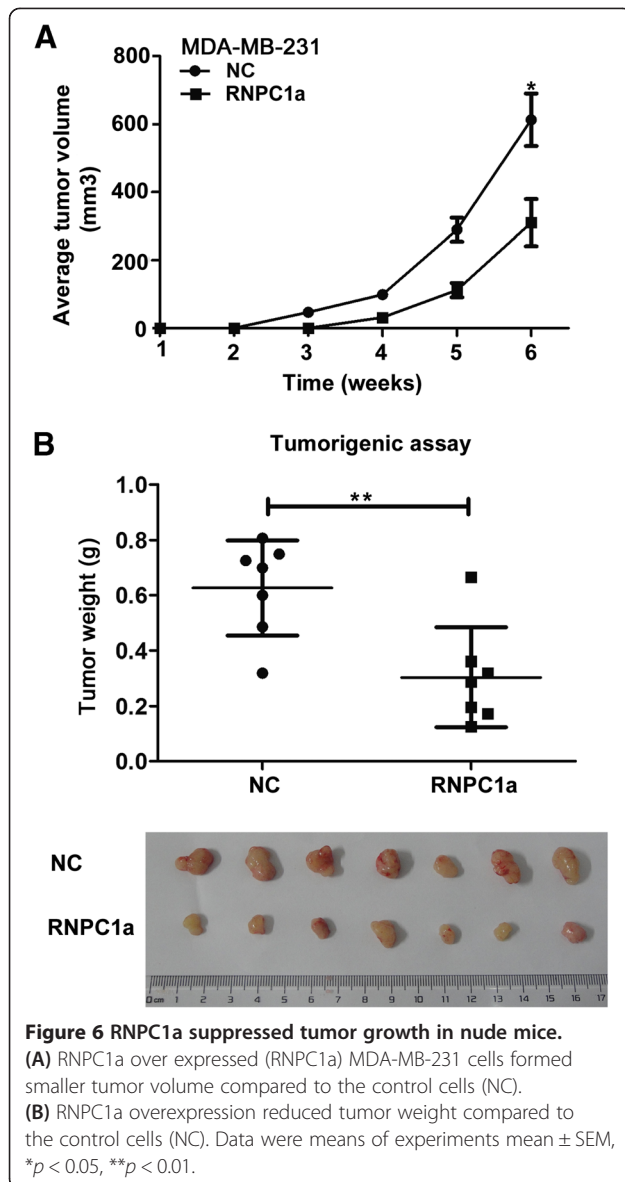 A
MDA-MB-231
NC
RNPC1a
Average tumor volume
(mm3)
800
600
400
200
0
*
1 2 3 4 5 6
Time (weeks)
B
Tumorigenic assay
Tumor weight (g)
1.0
0.8
0.6
0.4
0.2
0.0
**
NC RNPC1a
NC
RNPC1a
0cm 1 2 3 4 5 6 7 8 9 10 11 12 13 14 15 16 17
Figure 6 RNPC1a suppressed tumor growth in nude mice.
(A) RNPC1a over expressed (RNPC1a) MDA-MB-231 cells formed
smaller tumor volume compared to the control cells (NC).
(B) RNPC1a overexpression reduced tumor weight compared to
the control cells (NC). Data were means of experiments mean ± SEM,
*p < 0.05, **p < 0.01.